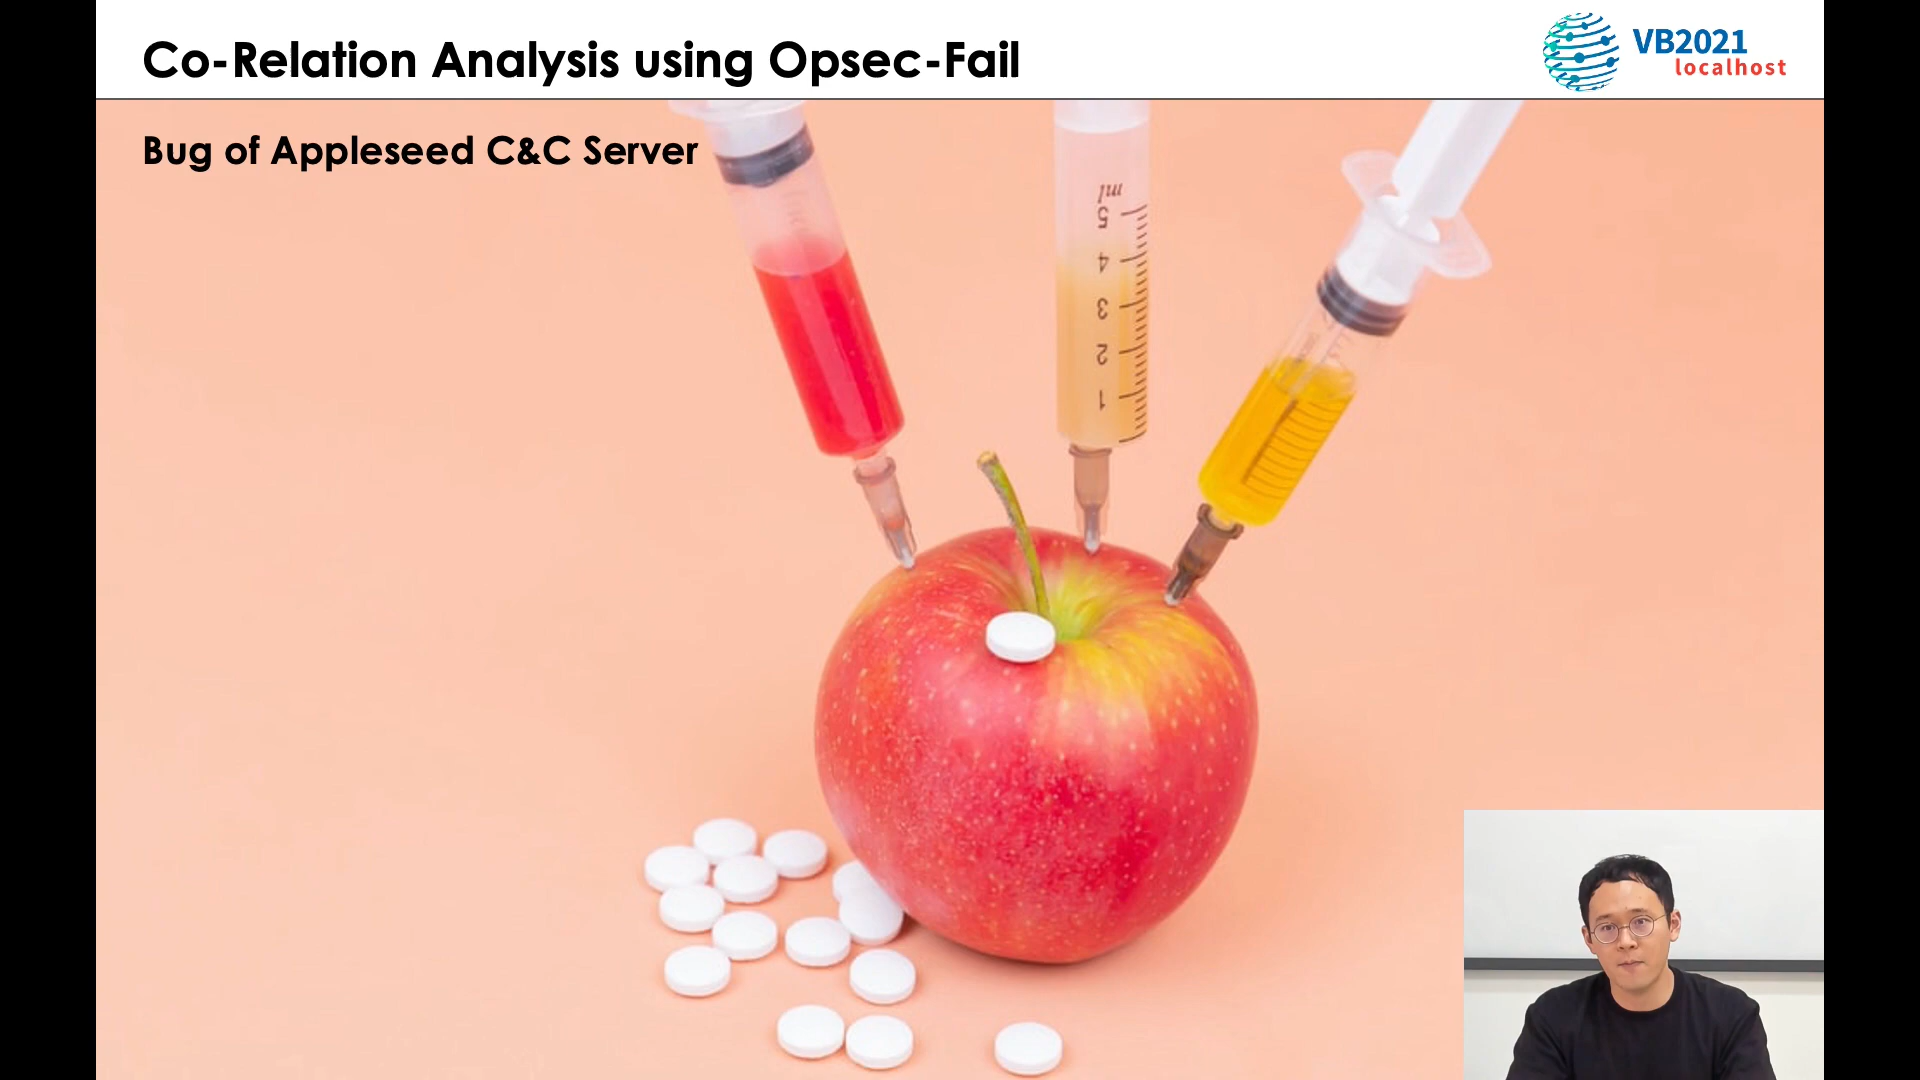 Co-Relation Analysis using Opsec-Fail
VB2021
localhost
Bug of Appleseed C&C Server
ml
5
4
3
2
1